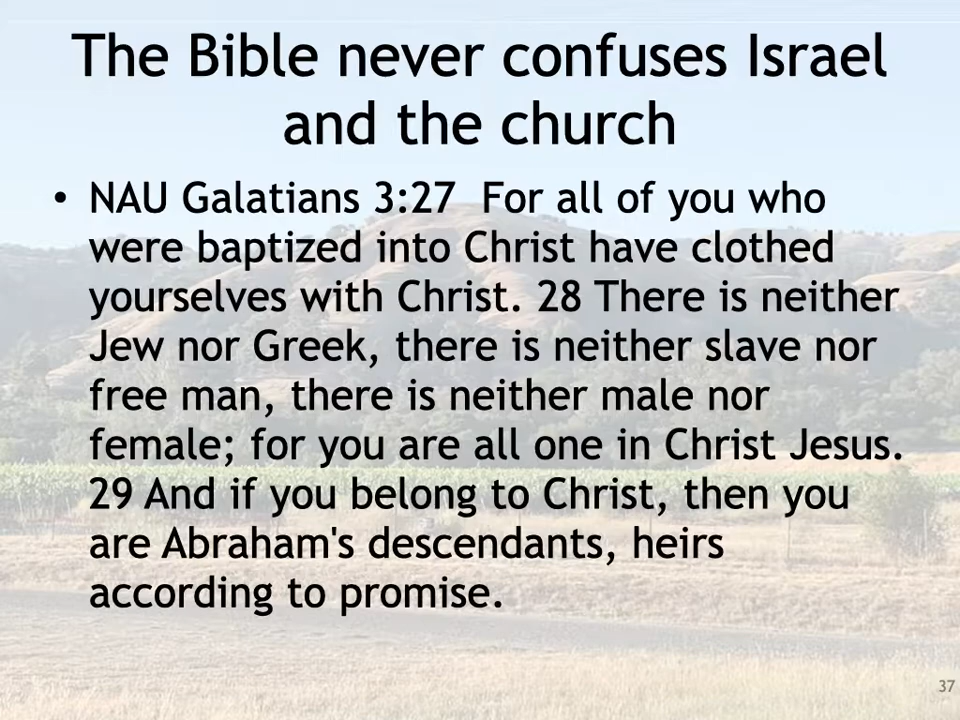 The Bible never confuses Israel
and the church
• NAU Galatians 3:27  For all of you who
were baptized into Christ have clothed
yourselves with Christ. 28 There is neither
Jew nor Greek, there is neither slave nor
free man, there is neither male nor
female; for you are all one in Christ Jesus.
29 And if you belong to Christ, then you
are Abraham's descendants, heirs
according to promise.
37